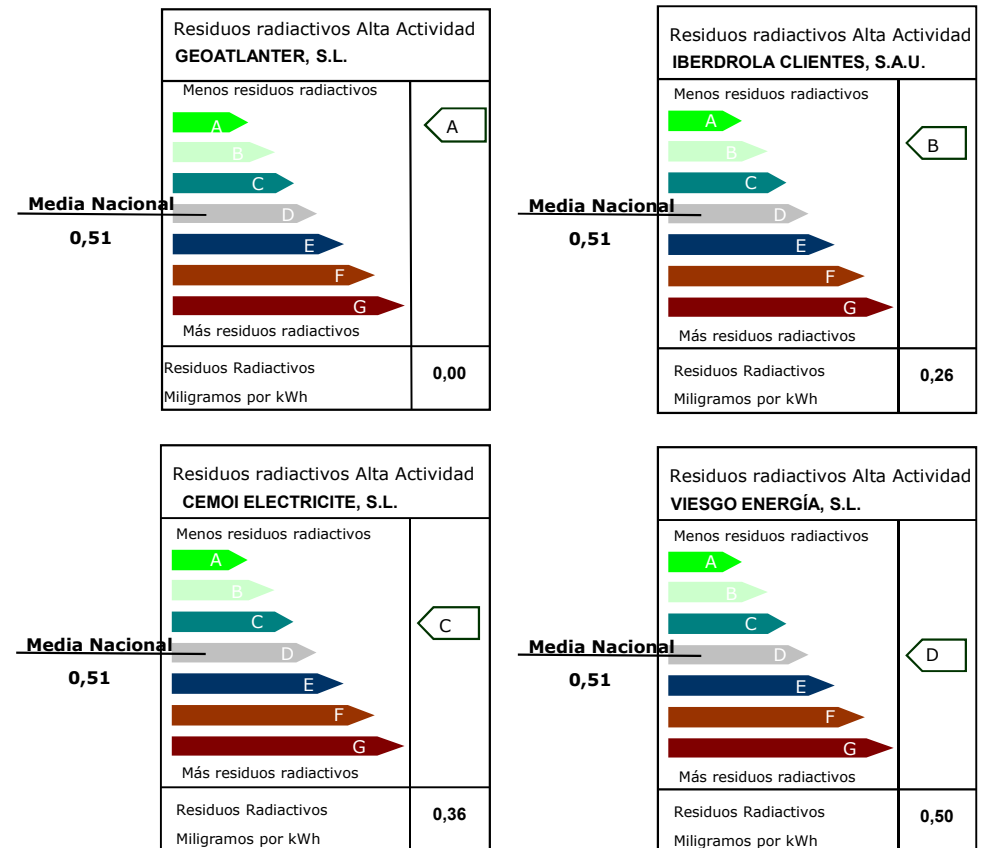 Residuos radiactivos Alta Actividad
GEOATLANTER, S.L.
Menos residuos radiactivos
A
A
B
C
Media Nacional
D
0,51
E
F
G
Más residuos radiactivos
Residuos Radiactivos
0,00
Miligramos por kWh
Residuos radiactivos Alta Actividad
IBERDROLA CLIENTES, S.A.U.
Menos residuos radiactivos
A
B
B
C
Media Nacional
D
0,51
E
F
G
Más residuos radiactivos
Residuos Radiactivos
0,26
Miligramos por kWh
Residuos radiactivos Alta Actividad
CEMOI ELECTRICITE, S.L.
Menos residuos radiactivos
A
B
C
C
Media Nacional
D
0,51
E
F
G
Más residuos radiactivos
Residuos Radiactivos
0,36
Miligramos por kWh
Residuos radiactivos Alta Actividad
VIESGO ENERGÍA, S.L.
Menos residuos radiactivos
A
B
C
Media Nacional
D
D
0,51
E
F
G
Más residuos radiactivos
Residuos Radiactivos
0,50
Miligramos por kWh